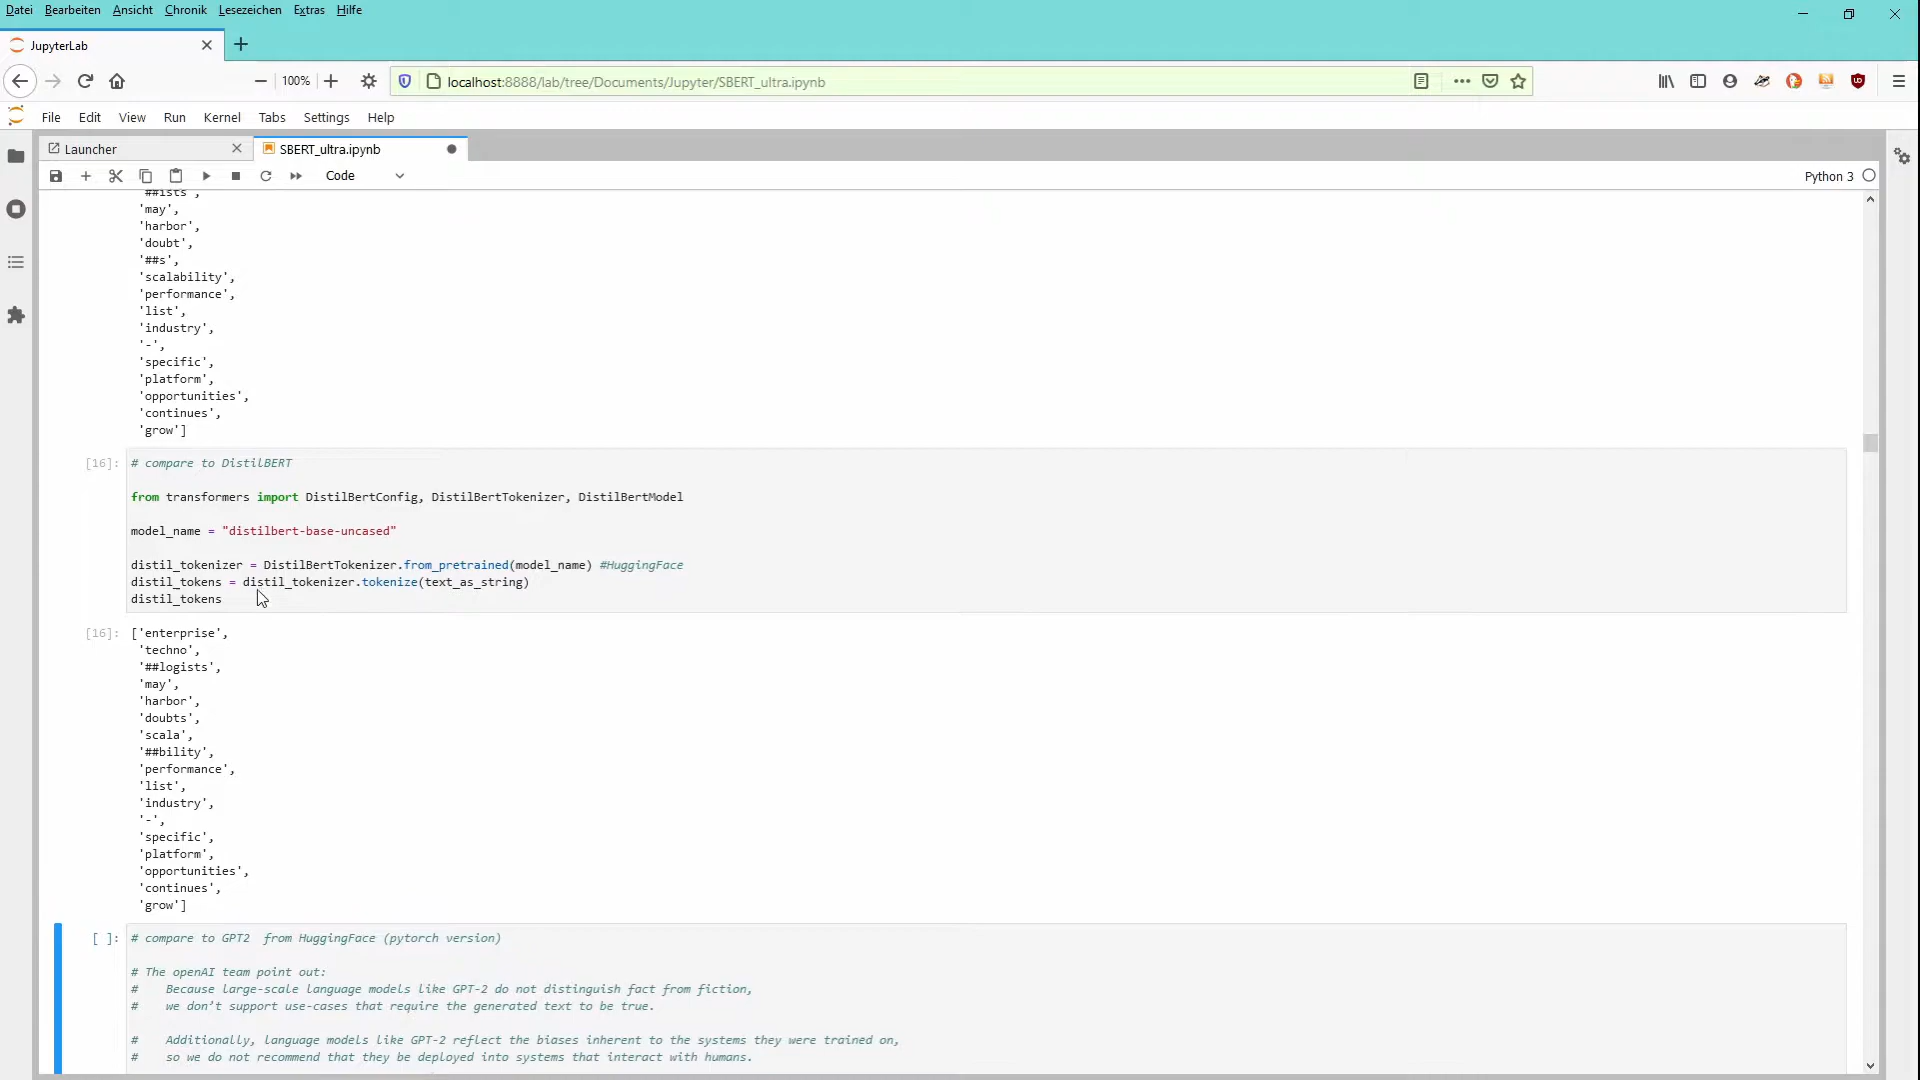 Datei Bearbeiten Ansicht Chronik Lesezeichen Extras Hilfe
JupyterLab
100% localhost:8888/lab/tree/Documents/Jupyter/SBERT_ultra.ipynb
File Edit View Run Kernel Tabs Settings Help
Launcher SBERT_ultra.ipynb
Code Python 3
'##ists',
'may',
'harbor',
'doubt',
'##s',
'scalability',
'performance',
'list',
'industry',
'-',
'specific',
'platform',
'opportunities',
'continues',
'grow']
[16]: # compare to DistilBERT
from transformers import DistilBertConfig, DistilBertTokenizer, DistilBertModel
model_name = "distilbert-base-uncased"
distil_tokenizer = DistilBertTokenizer.from_pretrained(model_name) #HuggingFace
distil_tokens = distil_tokenizer.tokenize(text_as_string)
distil_tokens
[16]: ['enterprise',
'techno',
'##logists',
'may',
'harbor',
'doubts',
'scala',
'##bility',
'performance',
'list',
'industry',
'-',
'specific',
'platform',
'opportunities',
'continues',
'grow']
[ ]: # compare to GPT2  from HuggingFace (pytorch version)
# The openAI team point out:
#    Because large-scale language models like GPT-2 do not distinguish fact from fiction,
#    we don't support use-cases that require the generated text to be true.
#    Additionally, language models like GPT-2 reflect the biases inherent to the systems they were trained on,
#    so we do not recommend that they be deployed into systems that interact with humans.